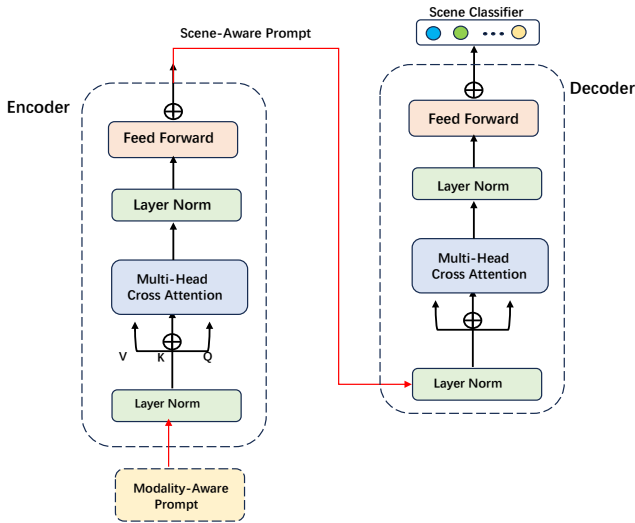 Scene Classifier
Scene-Aware Prompt
Encoder
Feed Forward
Layer Norm
Multi-Head
Cross Attention
V K Q
Layer Norm
Modality-Aware
Prompt
Decoder
Feed Forward
Layer Norm
Multi-Head
Cross Attention
Layer Norm